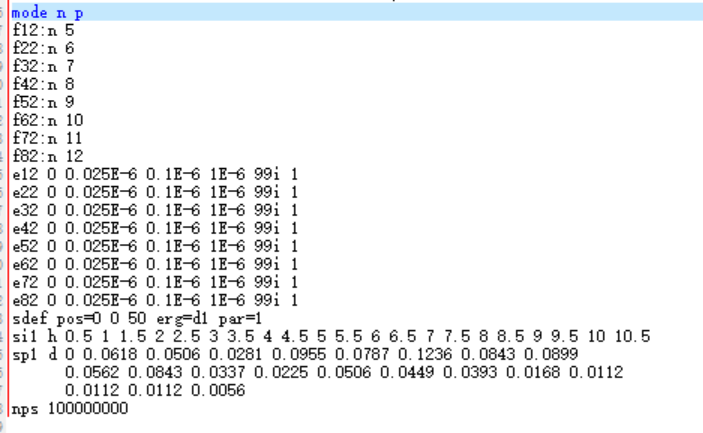 mode n p
f12:n 5
f22:n 6
f32:n 7
f42:n 8
f52:n 9
f62:n 10
f72:n 11
f82:n 12
e12 0 0.025E-6 0.1E-6 1E-6 99i 1
e22 0 0.025E-6 0.1E-6 1E-6 99i 1
e32 0 0.025E-6 0.1E-6 1E-6 99i 1
e42 0 0.025E-6 0.1E-6 1E-6 99i 1
e52 0 0.025E-6 0.1E-6 1E-6 99i 1
e62 0 0.025E-6 0.1E-6 1E-6 99i 1
e72 0 0.025E-6 0.1E-6 1E-6 99i 1
e82 0 0.025E-6 0.1E-6 1E-6 99i 1
sdef pos=0 0 50 erg=d1 par=1
si1 h 0.5 1 1.5 2 2.5 3 3.5 4 4.5 5 5.5 6 6.5 7 7.5 8 8.5 9 9.5 10 10.5
sp1 d 0 0.0618 0.0506 0.0281 0.0955 0.0787 0.1236 0.0843 0.0899
0.0562 0.0843 0.0337 0.0225 0.0506 0.0449 0.0393 0.0168 0.0112
0.0112 0.0112 0.0056
nps 100000000